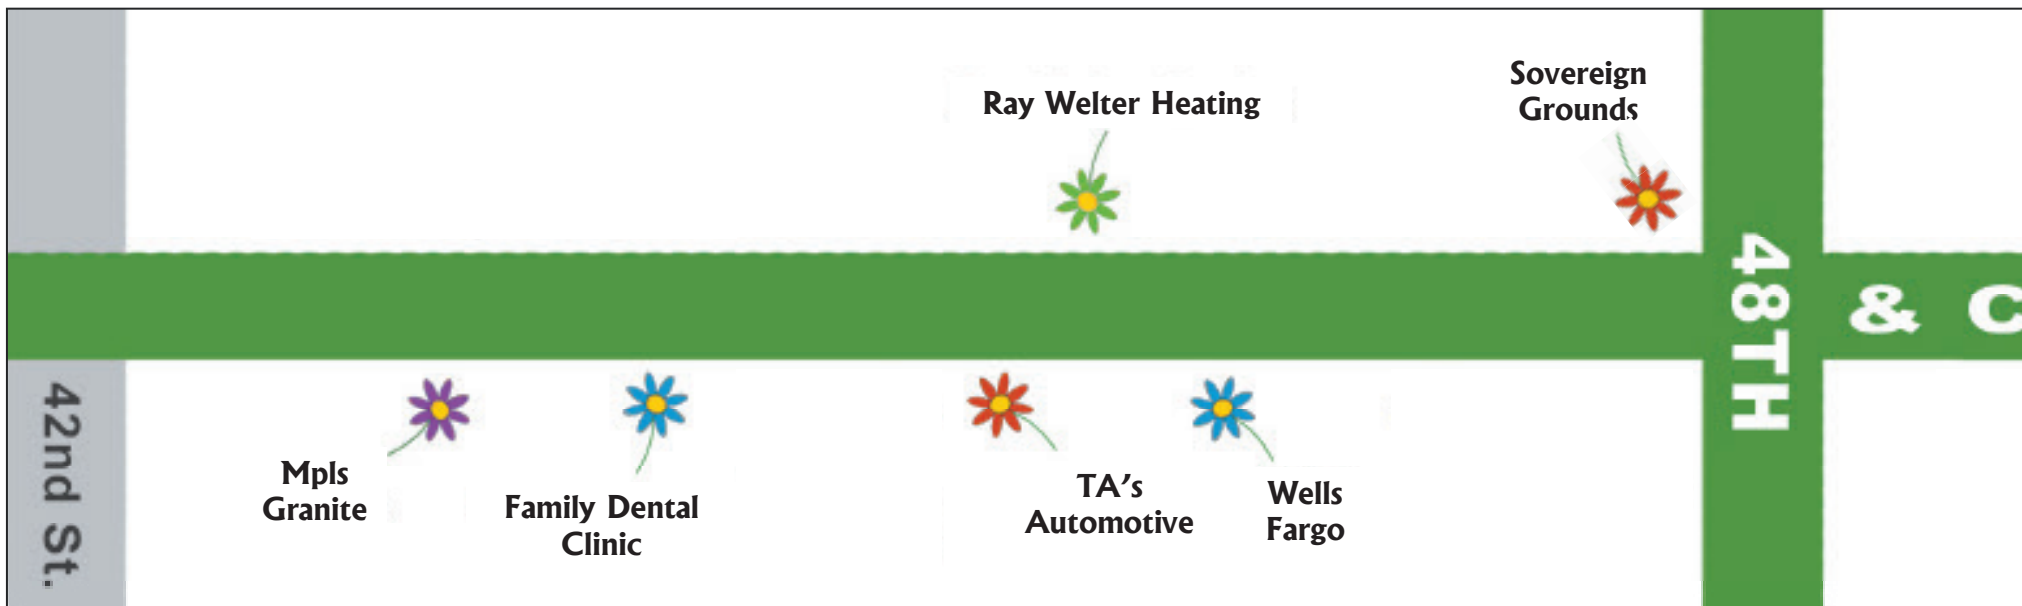 Ray Welter Heating
Sovereign
Grounds
48TH
& C
42nd St.
Mpls
Granite
Family Dental
Clinic
TA’s
Automotive
Wells
Fargo